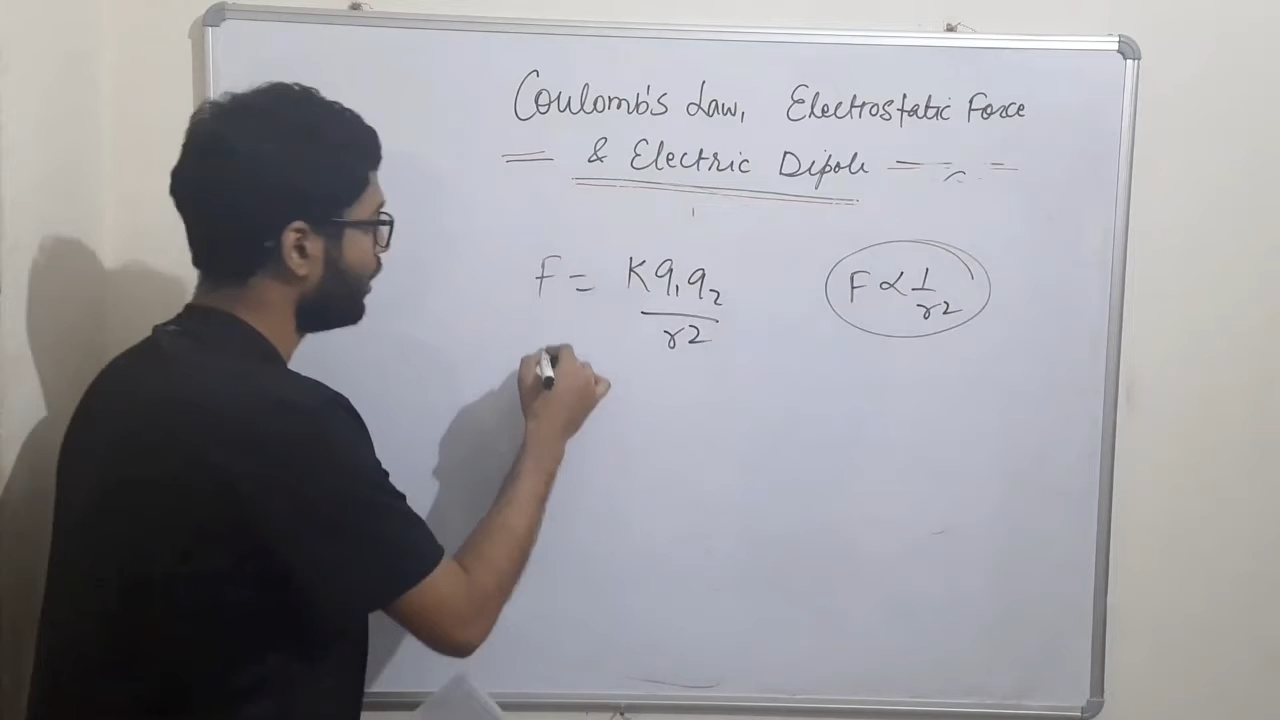 Coulomb's Law, Electrostatic Force
& Electric Dipole
F = Kq₁q₂/r2
F ∝ 1/r2